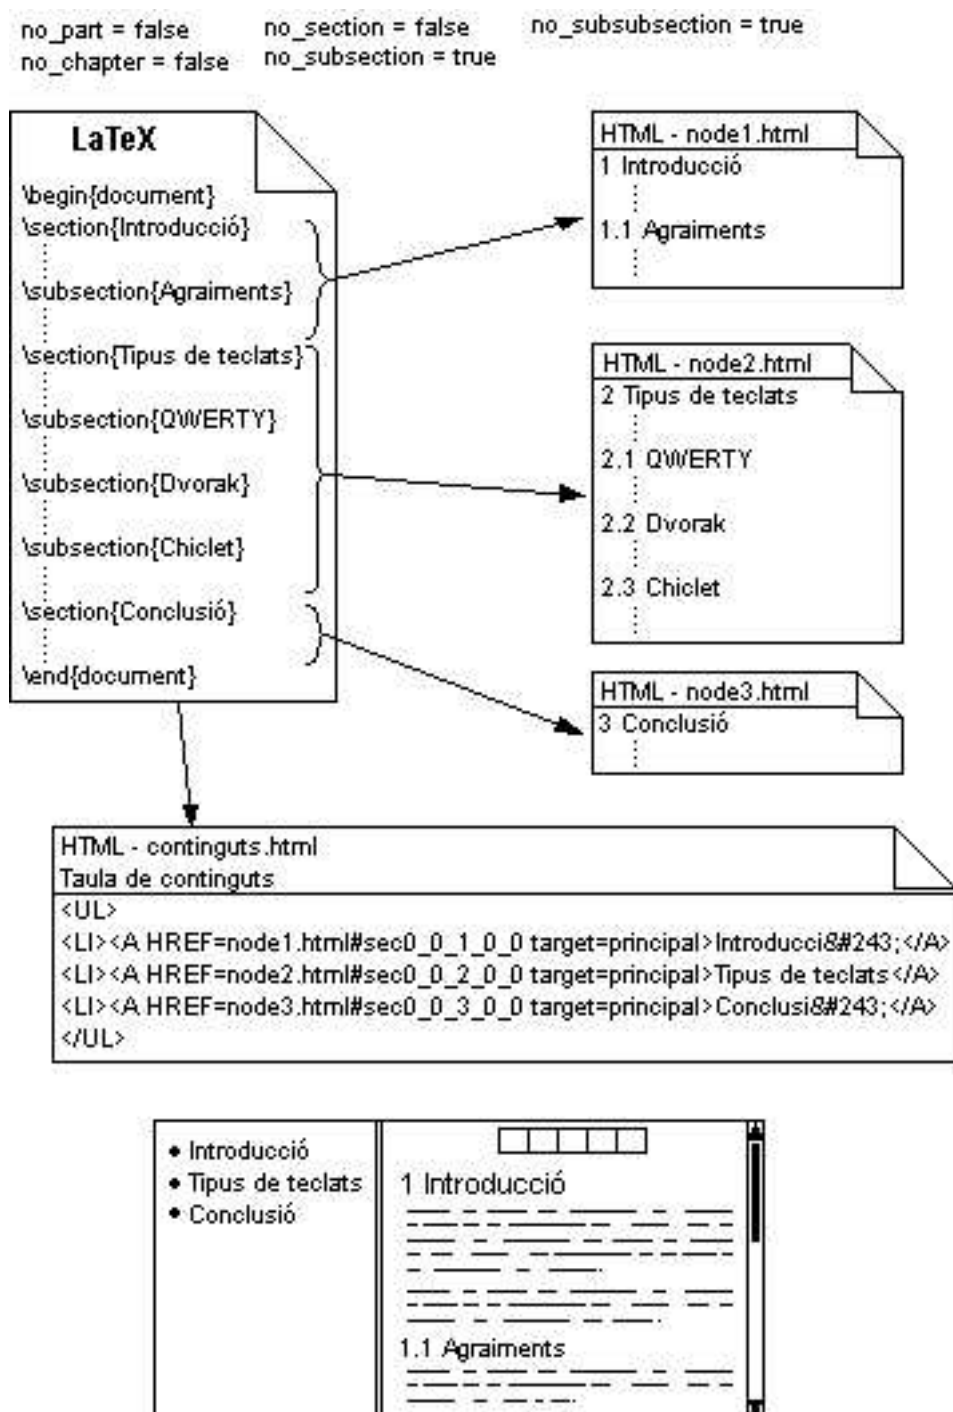 no_part = false
no_chapter = false
no_section = false
no_subsection = true
no_subsubsection = true
LaTeX
\begin{document}
\section{Introducció}
\subsection{Agraiments}
\section{Tipus de teclats}
\subsection{QWERTY}
\subsection{Dvorak}
\subsection{Chiclet}
\section{Conclusió}
\end{document}
HTML - node1.html
1 Introducció
1.1 Agraiments
HTML - node2.html
2 Tipus de teclats
2.1 QWERTY
2.2 Dvorak
2.3 Chiclet
HTML - node3.html
3 Conclusió
HTML - continguts.html
Taula de continguts
<UL>
<LI><A HREF=node1.html#sec0_0_1_0_0 target=principal>Introducci&#243;</A>
<LI><A HREF=node2.html#sec0_0_2_0_0 target=principal>Tipus de teclats</A>
<LI><A HREF=node3.html#sec0_0_3_0_0 target=principal>Conclusi&#243;</A>
</UL>
• Introducció
• Tipus de teclats
• Conclusió
1 Introducció
1.1 Agraiments